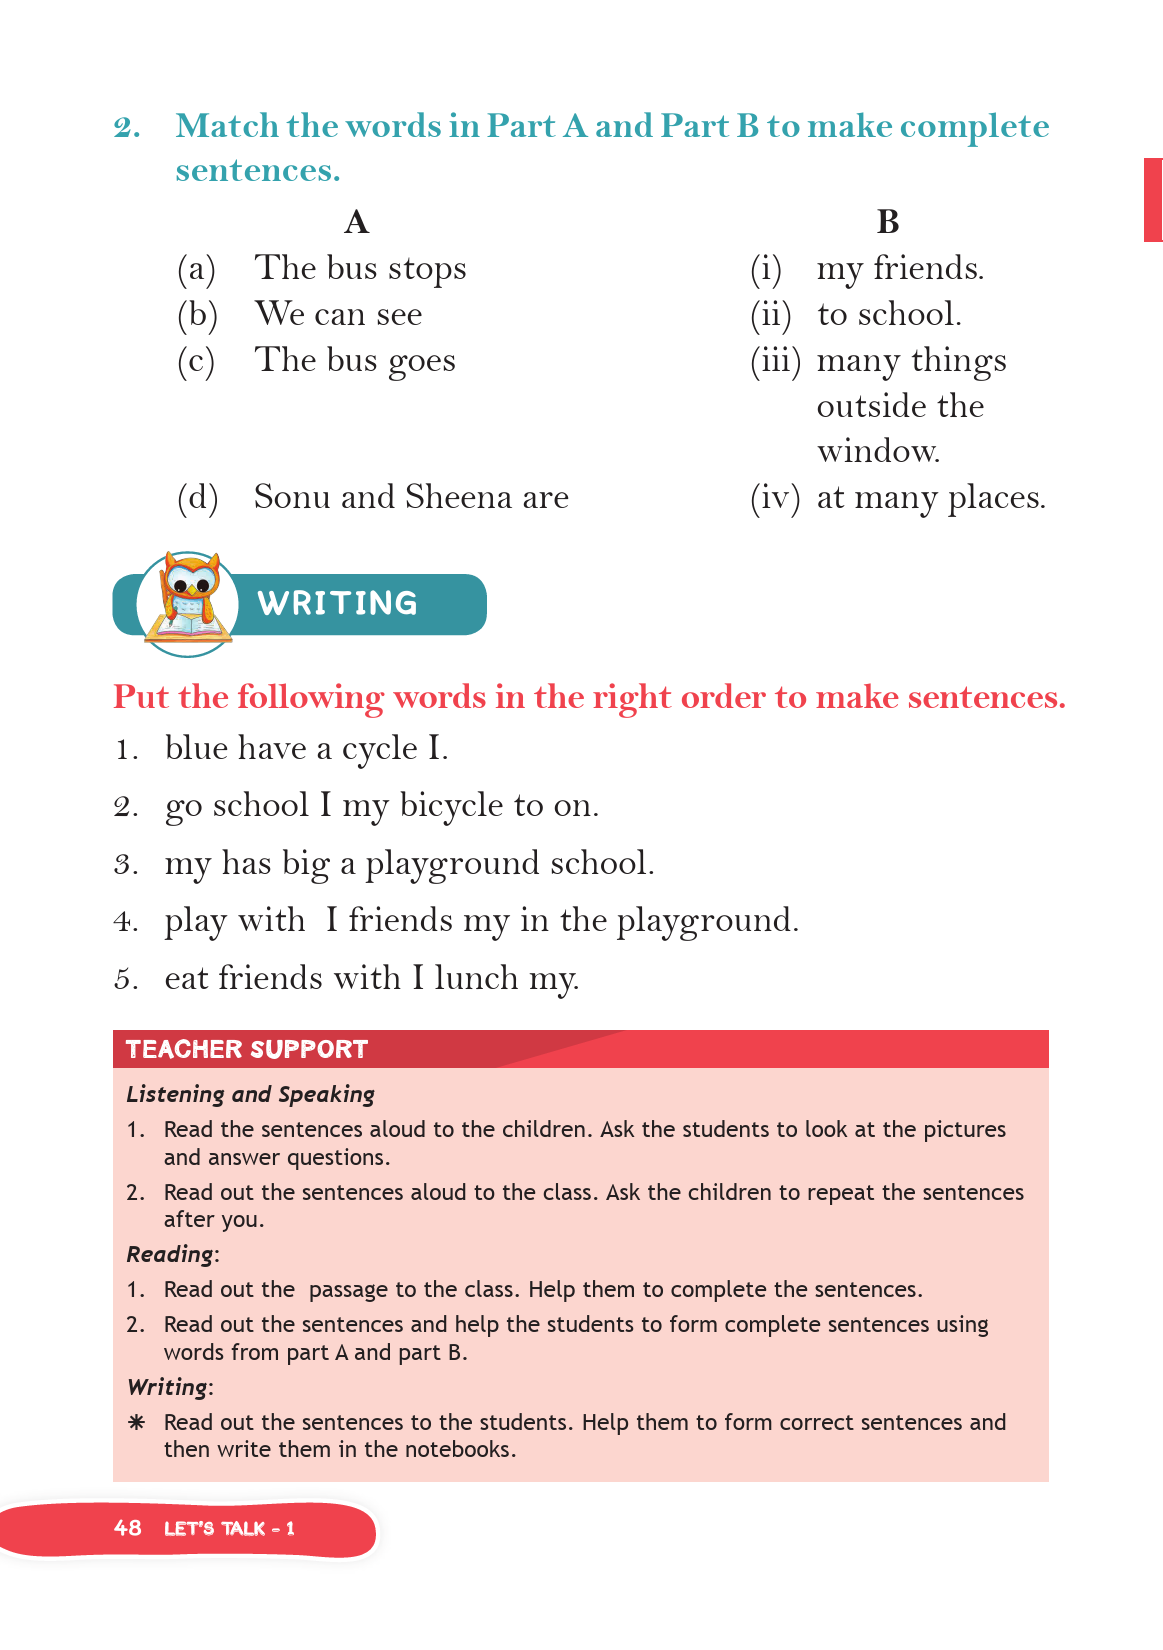 2. Match the words in Part A and Part B to make complete
sentences.
A B
(a) The bus stops (i) my friends.
(b) We can see (ii) to school.
(c) The bus goes (iii) many things
outside the
window.
(d) Sonu and Sheena are (iv) at many places.
WRITING
Put the following words in the right order to make sentences.
1. blue have a cycle I.
2. go school I my bicycle to on.
3. my has big a playground school.
4. play with I friends my in the playground.
5. eat friends with I lunch my.
TEACHER SUPPORT
Listening and Speaking
1. Read the sentences aloud to the children. Ask the students to look at the pictures
and answer questions.
2. Read out the sentences aloud to the class. Ask the children to repeat the sentences
after you.
Reading:
1. Read out the passage to the class. Help them to complete the sentences.
2. Read out the sentences and help the students to form complete sentences using
words from part A and part B.
Writing:
* Read out the sentences to the students. Help them to form correct sentences and
then write them in the notebooks.
48 LET'S TALK - 1